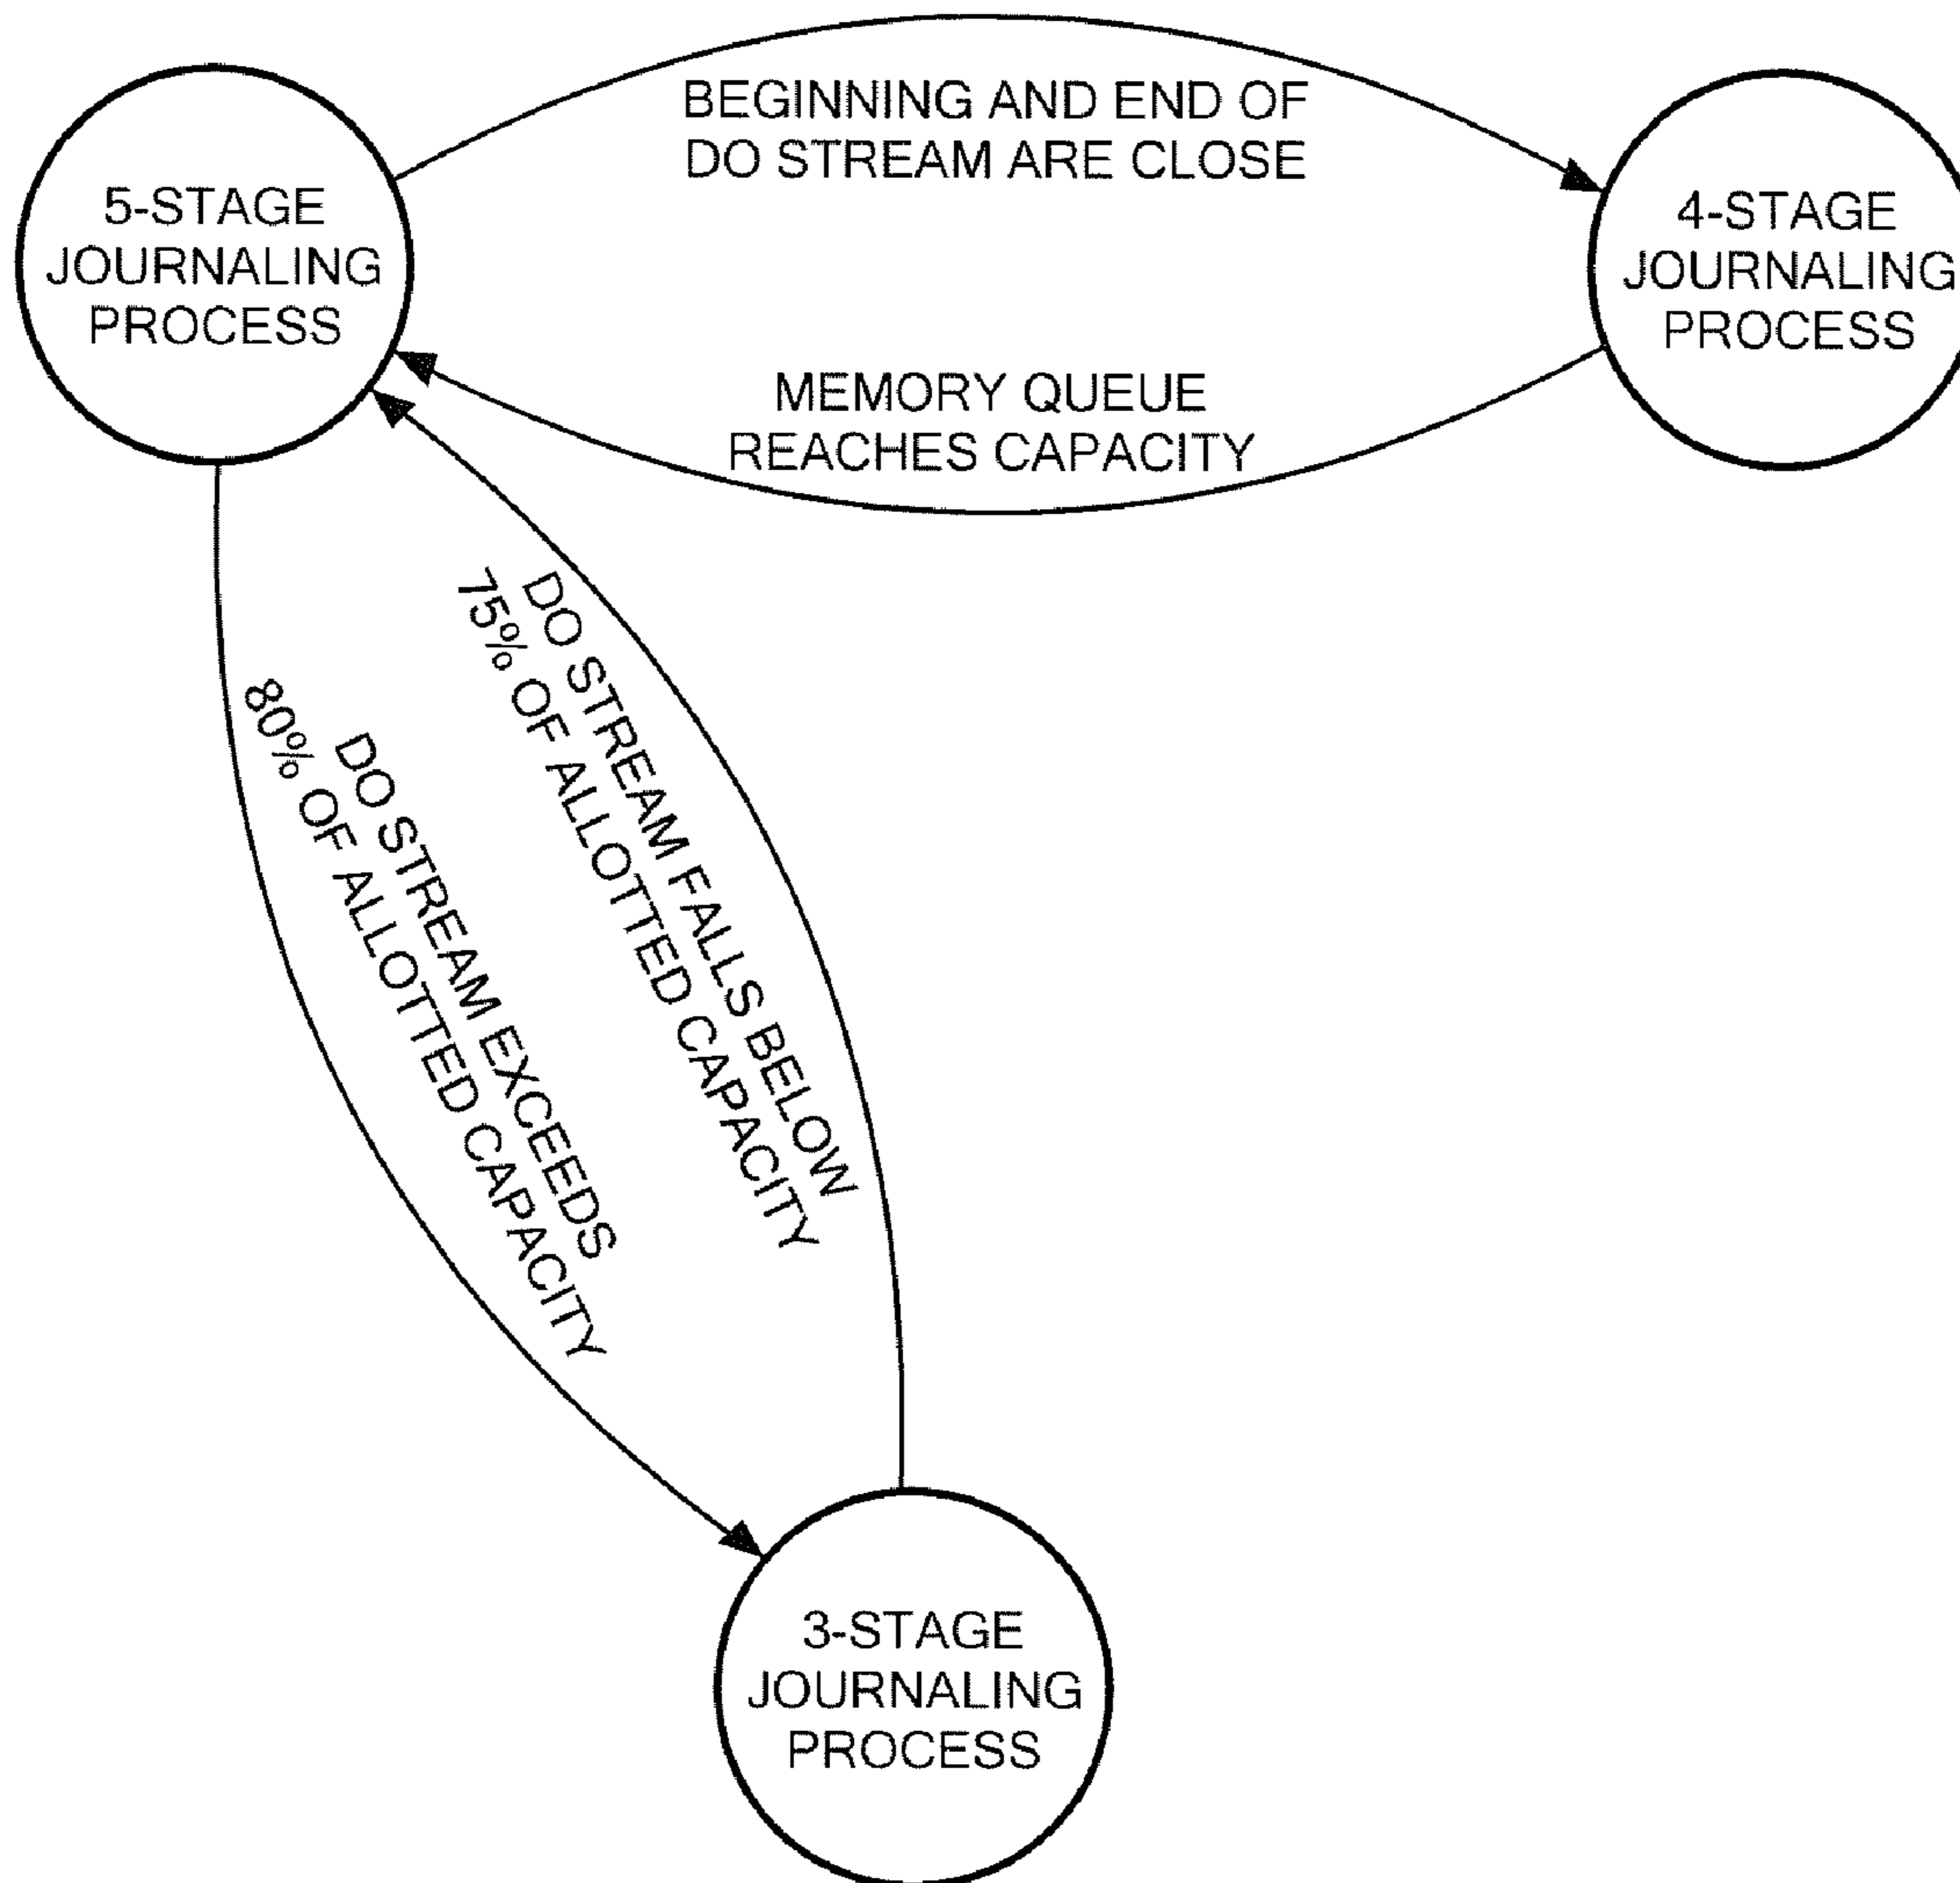 BEGINNING AND END OF
DO STREAM ARE CLOSE
5-STAGE
JOURNALING
PROCESS
4-STAGE
JOURNALING
PROCESS
MEMORY QUEUE
REACHES CAPACITY
DO STREAM FALLS BELOW
75% OF ALLOTTED CAPACITY
DO STREAM EXCEEDS
80% OF ALLOTTED CAPACITY
3-STAGE
JOURNALING
PROCESS